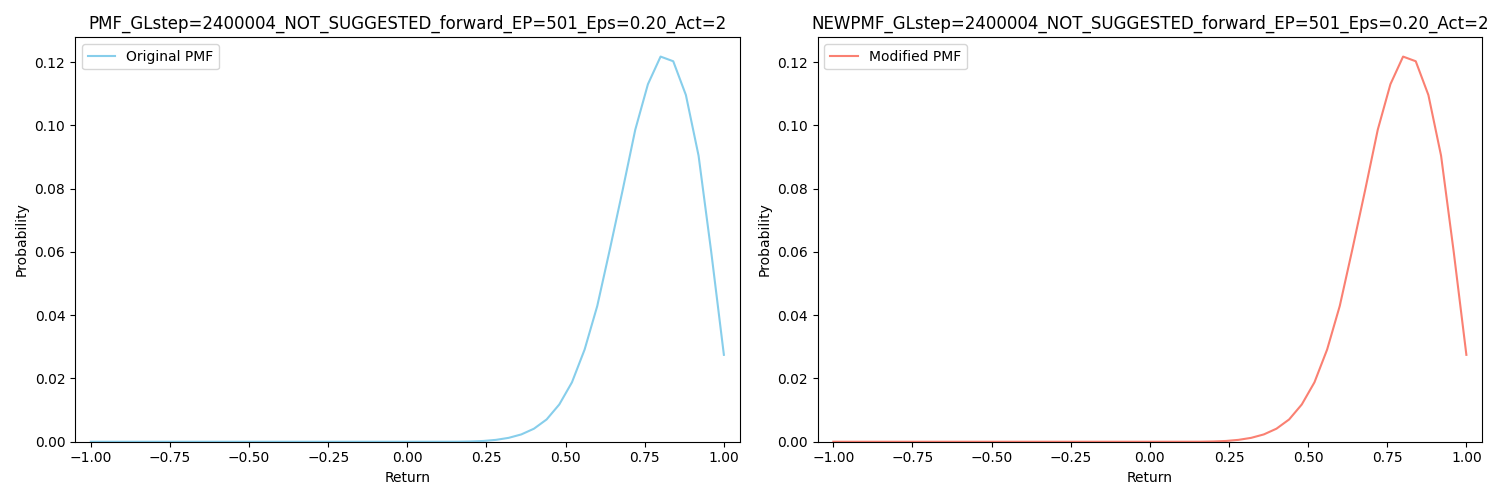 PMF_GLstep=2400004_NOT_SUGGESTED_forward_EP=501_Eps=0.20_Act=2
Original PMF
Probability
0.12
0.10
0.08
0.06
0.04
0.02
0.00
−1.00 −0.75 −0.50 −0.25 0.00 0.25 0.50 0.75 1.00
Return
NEWPMF_GLstep=2400004_NOT_SUGGESTED_forward_EP=501_Eps=0.20_Act=2
Modified PMF
Probability
0.12
0.10
0.08
0.06
0.04
0.02
0.00
−1.00 −0.75 −0.50 −0.25 0.00 0.25 0.50 0.75 1.00
Return